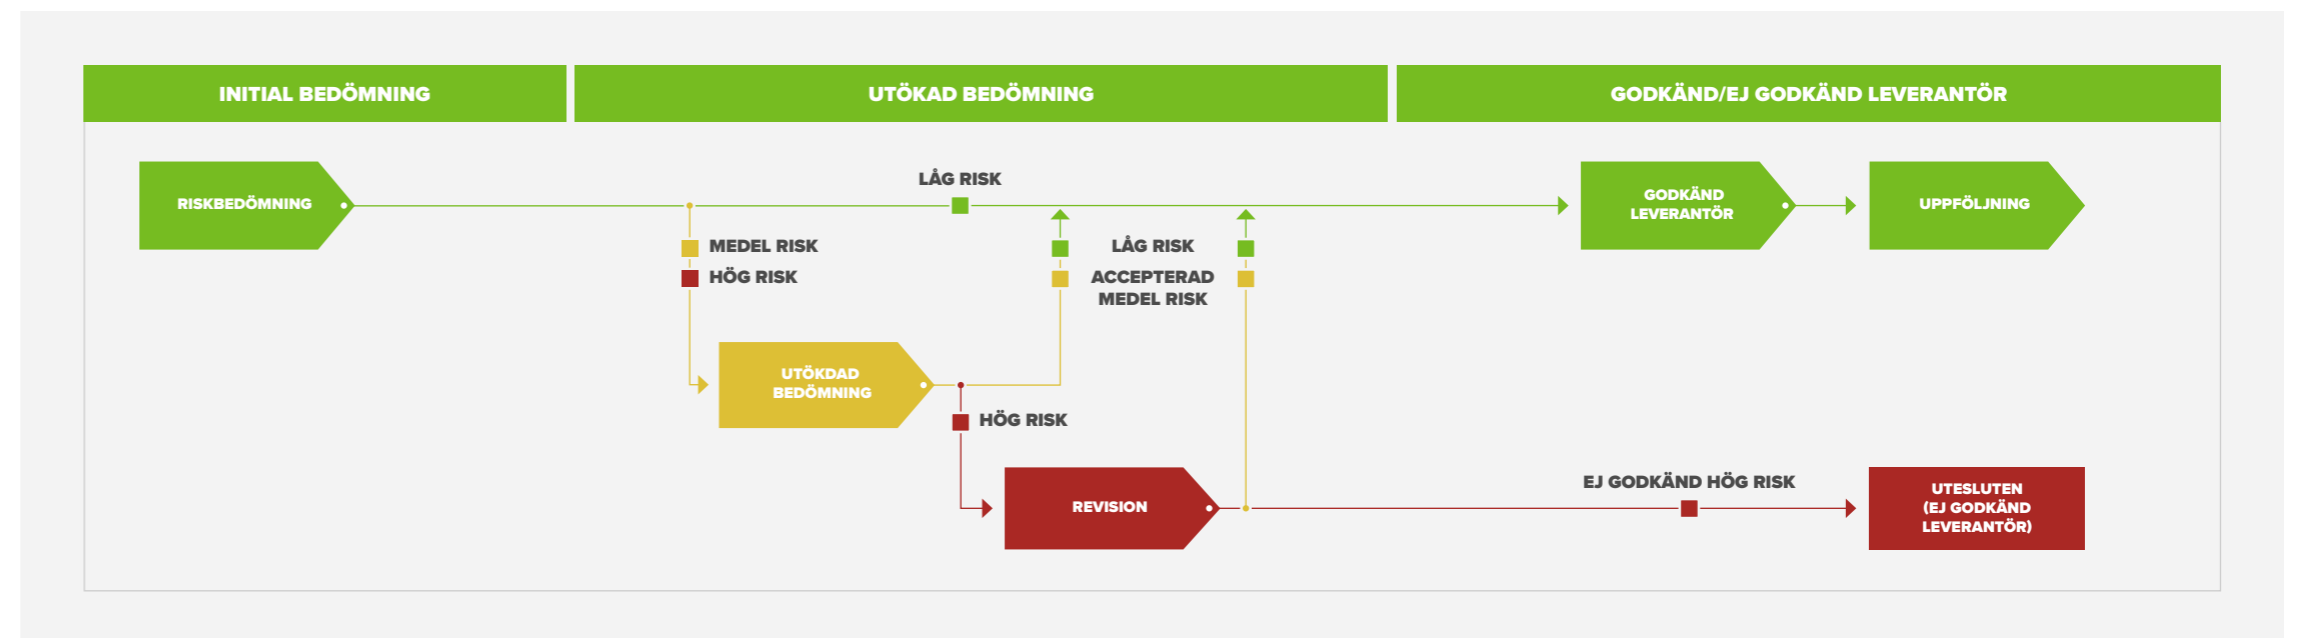 INITIAL BEDÖMNING
UTÖKAD BEDÖMNING
GODKÄND/EJ GODKÄND LEVERANTÖR
RISKBEDÖMNING
LÅG RISK
GODKÄND
LEVERANTÖR
UPPFÖLJNING
MEDEL RISK
HÖG RISK
LÅG RISK
ACCEPTERAD
MEDEL RISK
UTÖKDAD
BEDÖMNING
HÖG RISK
REVISION
EJ GODKÄND HÖG RISK
UTESLUTEN
(EJ GODKÄND
LEVERANTÖR)